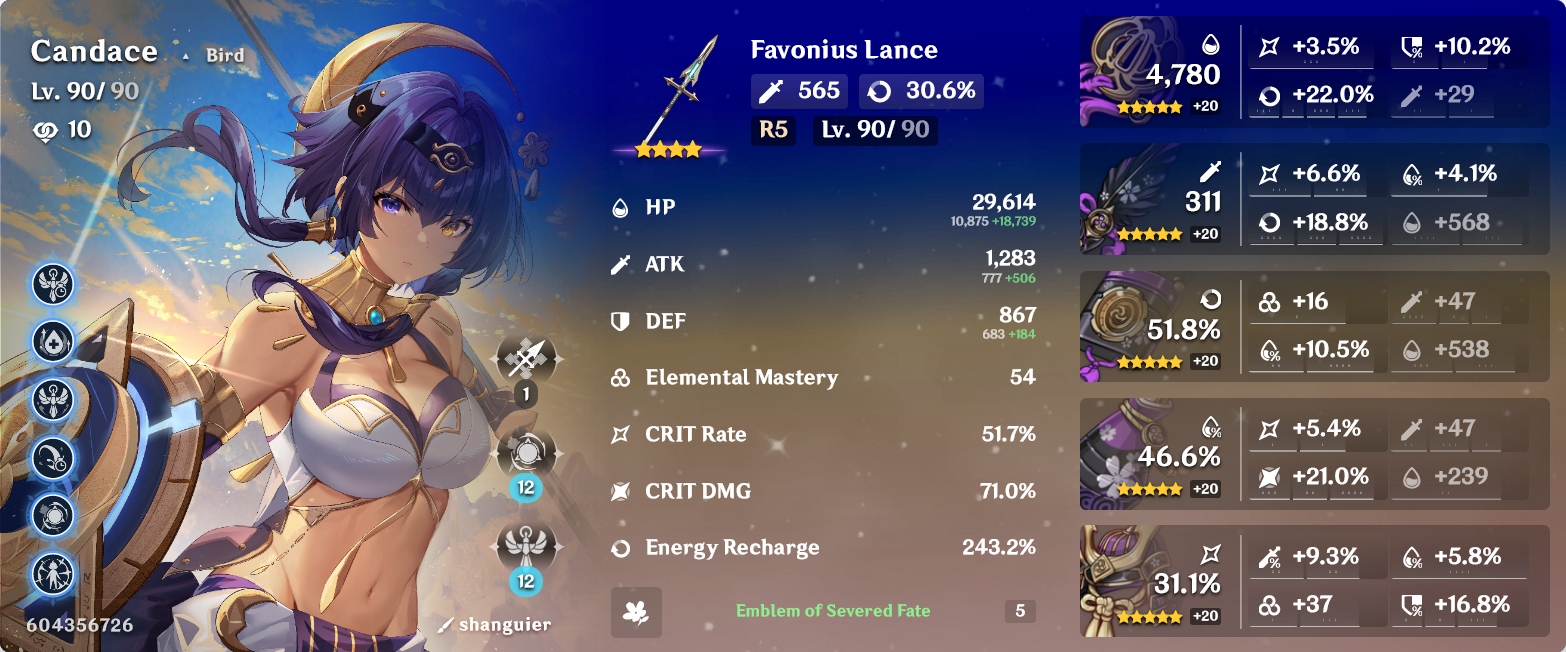 Candace
Bird
Lv. 90/ 90
10
1
12
12
604356726
shanguier
Favonius Lance
565 30.6%
R5 Lv. 90/ 90
HP 29,614
10,875 +18,739
ATK 1,283
777 +506
DEF 867
683 +184
Elemental Mastery 54
CRIT Rate 51.7%
CRIT DMG 71.0%
Energy Recharge 243.2%
Emblem of Severed Fate 5
4,780
+20
+3.5% +10.2%
+22.0% +29
311
+20
+6.6% +4.1%
+18.8% +568
51.8%
+20
+16 +47
+10.5% +538
46.6%
+20
+5.4% +47
+21.0% +239
31.1%
+20
+9.3% +5.8%
+37 +16.8%